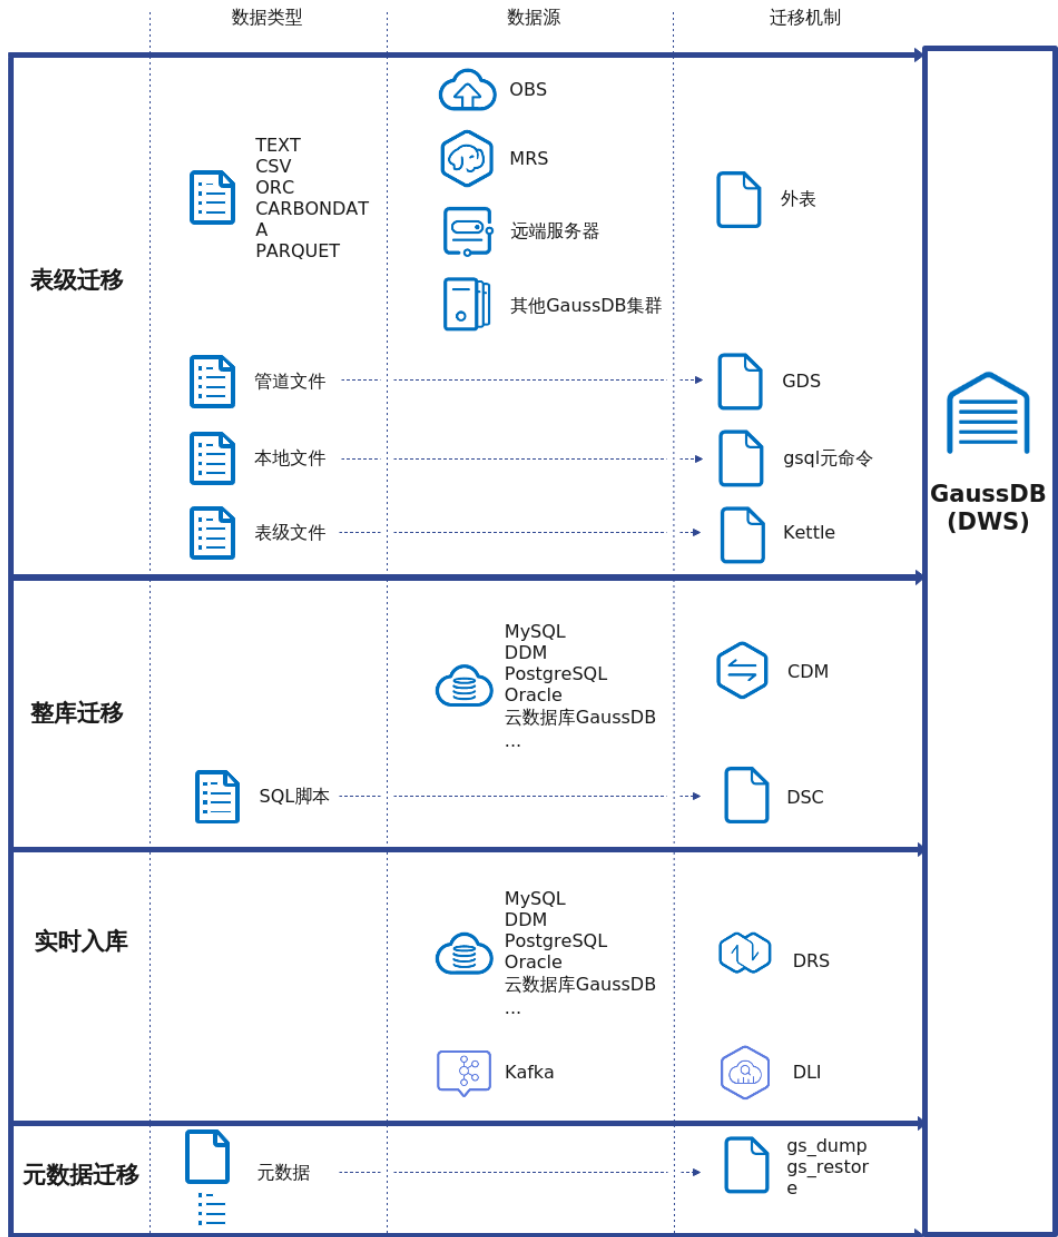 数据类型
数据源
迁移机制
表级迁移
TEXT
CSV
ORC
CARBONDAT
A
PARQUET
OBS
MRS
远端服务器
其他GaussDB集群
外表
管道文件
GDS
本地文件
gsql元命令
表级文件
Kettle
整库迁移
MySQL
DDM
PostgreSQL
Oracle
云数据库GaussDB
...
CDM
SQL脚本
DSC
实时入库
MySQL
DDM
PostgreSQL
Oracle
云数据库GaussDB
...
DRS
Kafka
DLI
元数据迁移
元数据
gs_dump
gs_restor
e
GaussDB
(DWS)